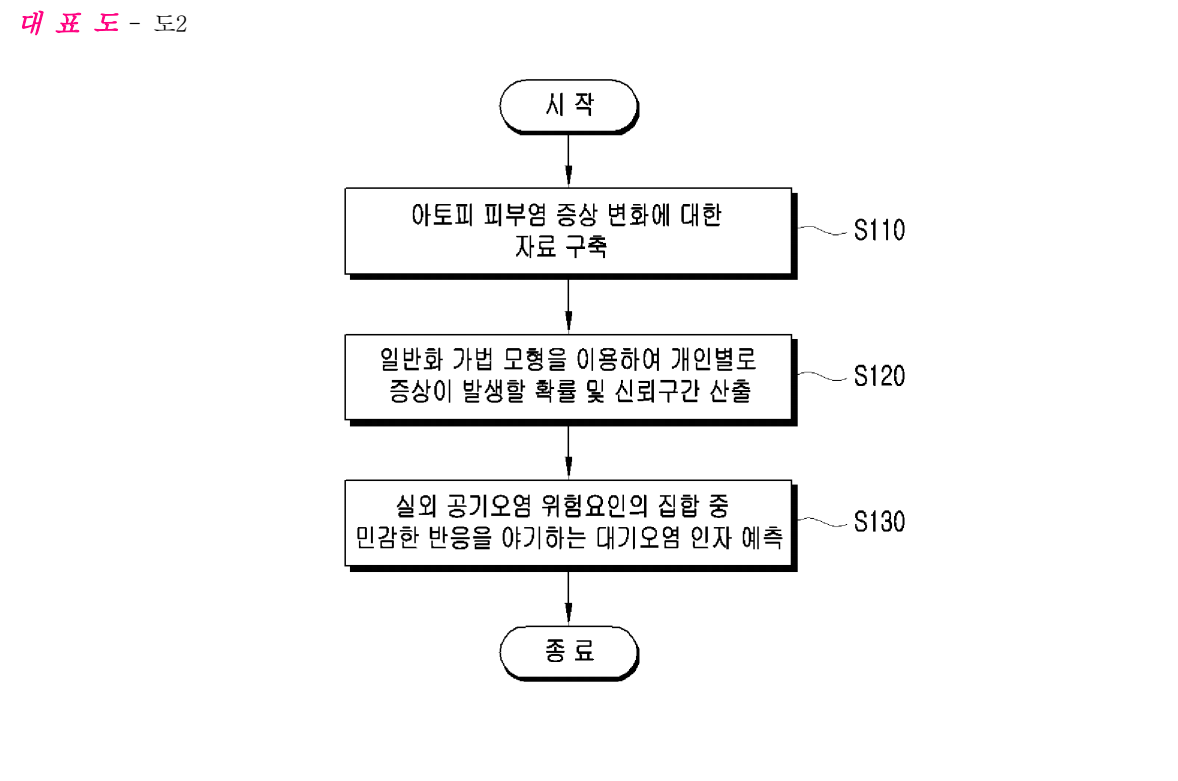 대 표 도 - 도2
시 작
아토피 피부염 증상 변화에 대한
자료 구축
S110
일반화 가법 모형을 이용하여 개인별로
증상이 발생할 확률 및 신뢰구간 산출
S120
실외 공기오염 위험요인의 집합 중
민감한 반응을 야기하는 대기오염 인자 예측
S130
종 료